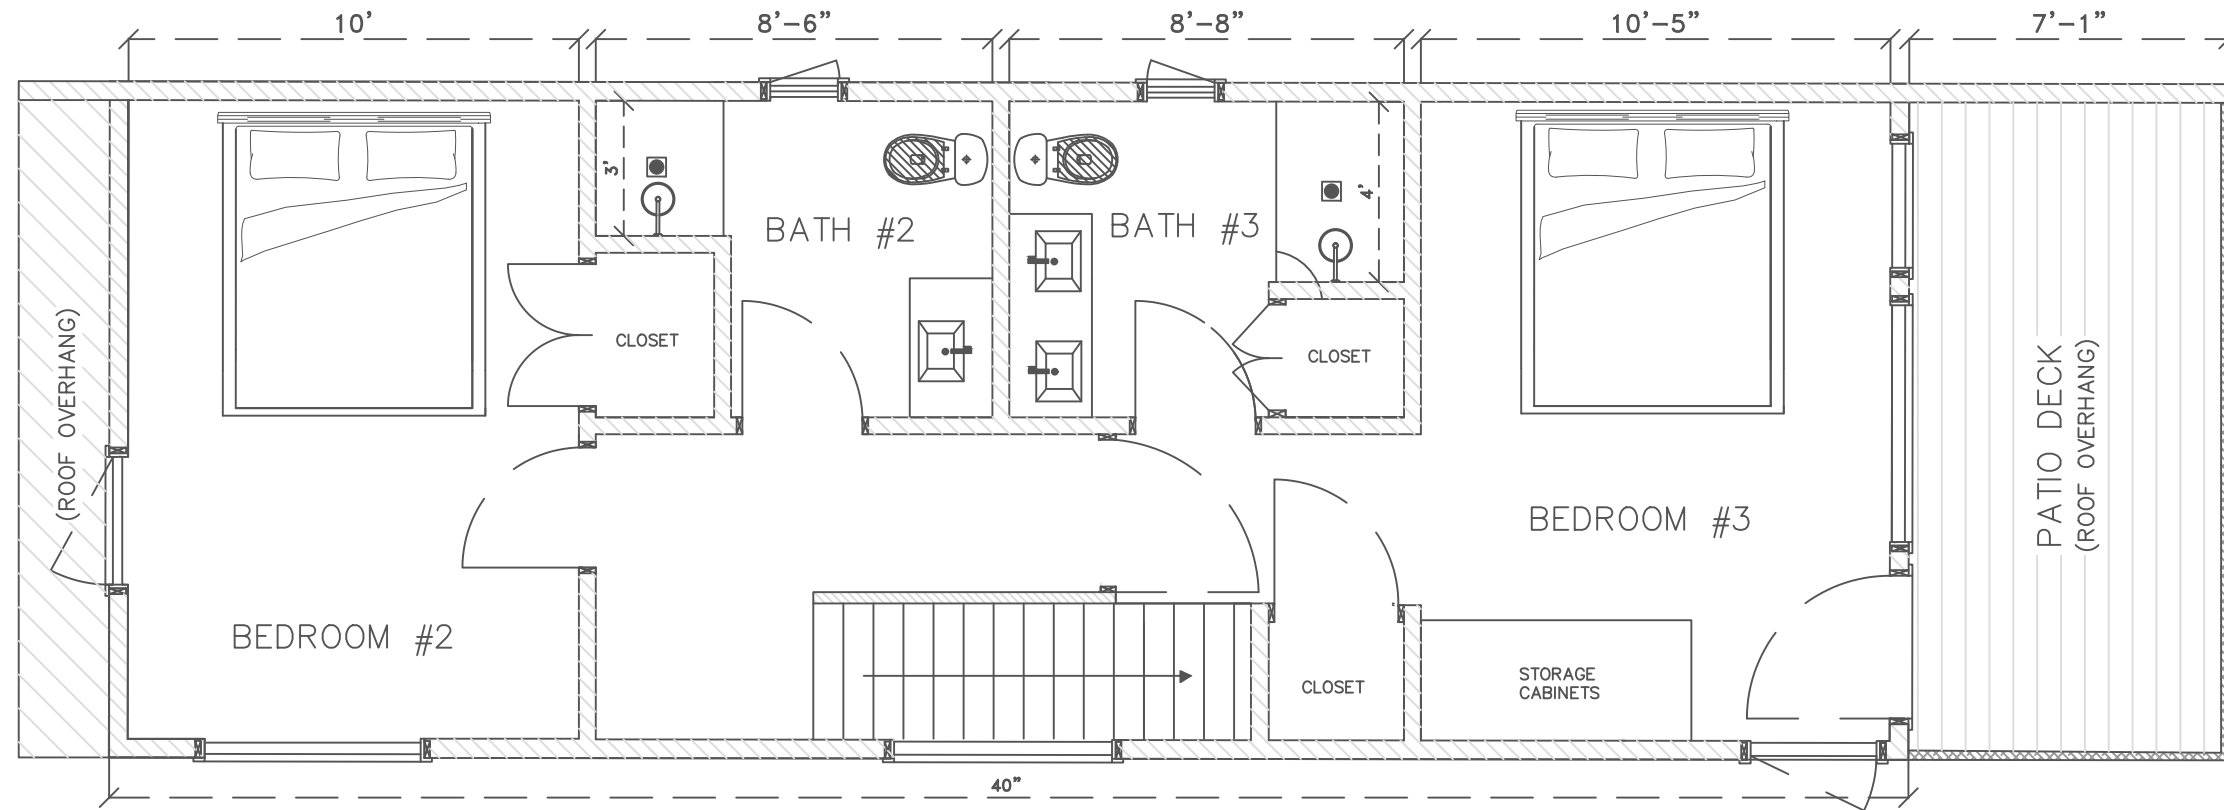 10'
8'-6"
8'-8"
10'-5"
7'-1"
3'
4'
BATH #2
BATH #3
CLOSET
CLOSET
(ROOF OVERHANG)
PATIO DECK
(ROOF OVERHANG)
BEDROOM #3
BEDROOM #2
CLOSET
STORAGE
CABINETS
40"